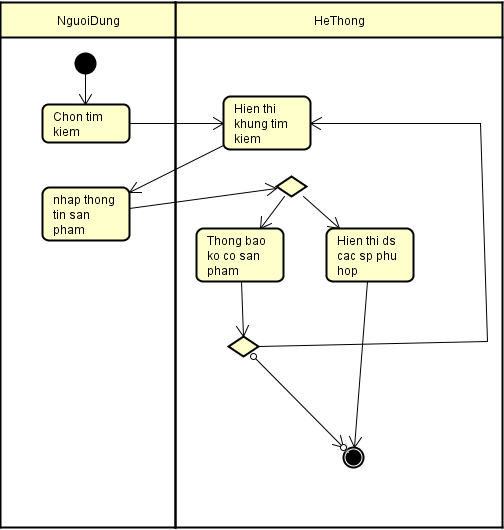 NguoiDung
HeThong
Chon tim
kiem
Hien thi
khung tim
kiem
nhap thong
tin san
pham
Thong bao
ko co san
pham
Hien thi ds
cac sp phu
hop